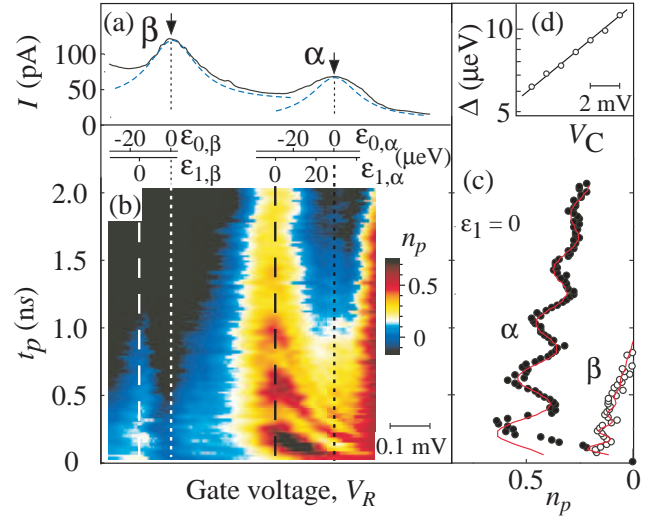 (a)
β
α
I (pA)
100
50
0
-20 0 ε0,β
-20 0 ε0,α
0 ε1,β
0 20 ε1,α
(μeV)
(b)
np
0.5
0
0.1 mV
tp (ns)
2.0
1.5
1.0
0.5
0
Gate voltage, VR
(d)
Δ (μeV)
10
6
2 mV
VC
(c)
ε1 = 0
α
β
0.5 np 0